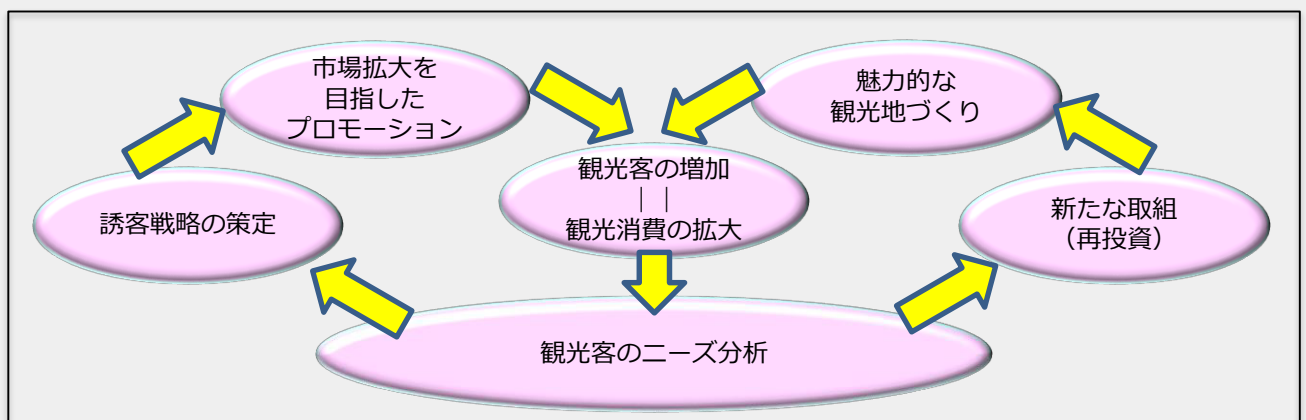 市場拡大を
目指した
プロモーション
魅力的な
観光地づくり
観光客の増加
||
観光消費の拡大
誘客戦略の策定
新たな取組
(再投資)
観光客のニーズ分析